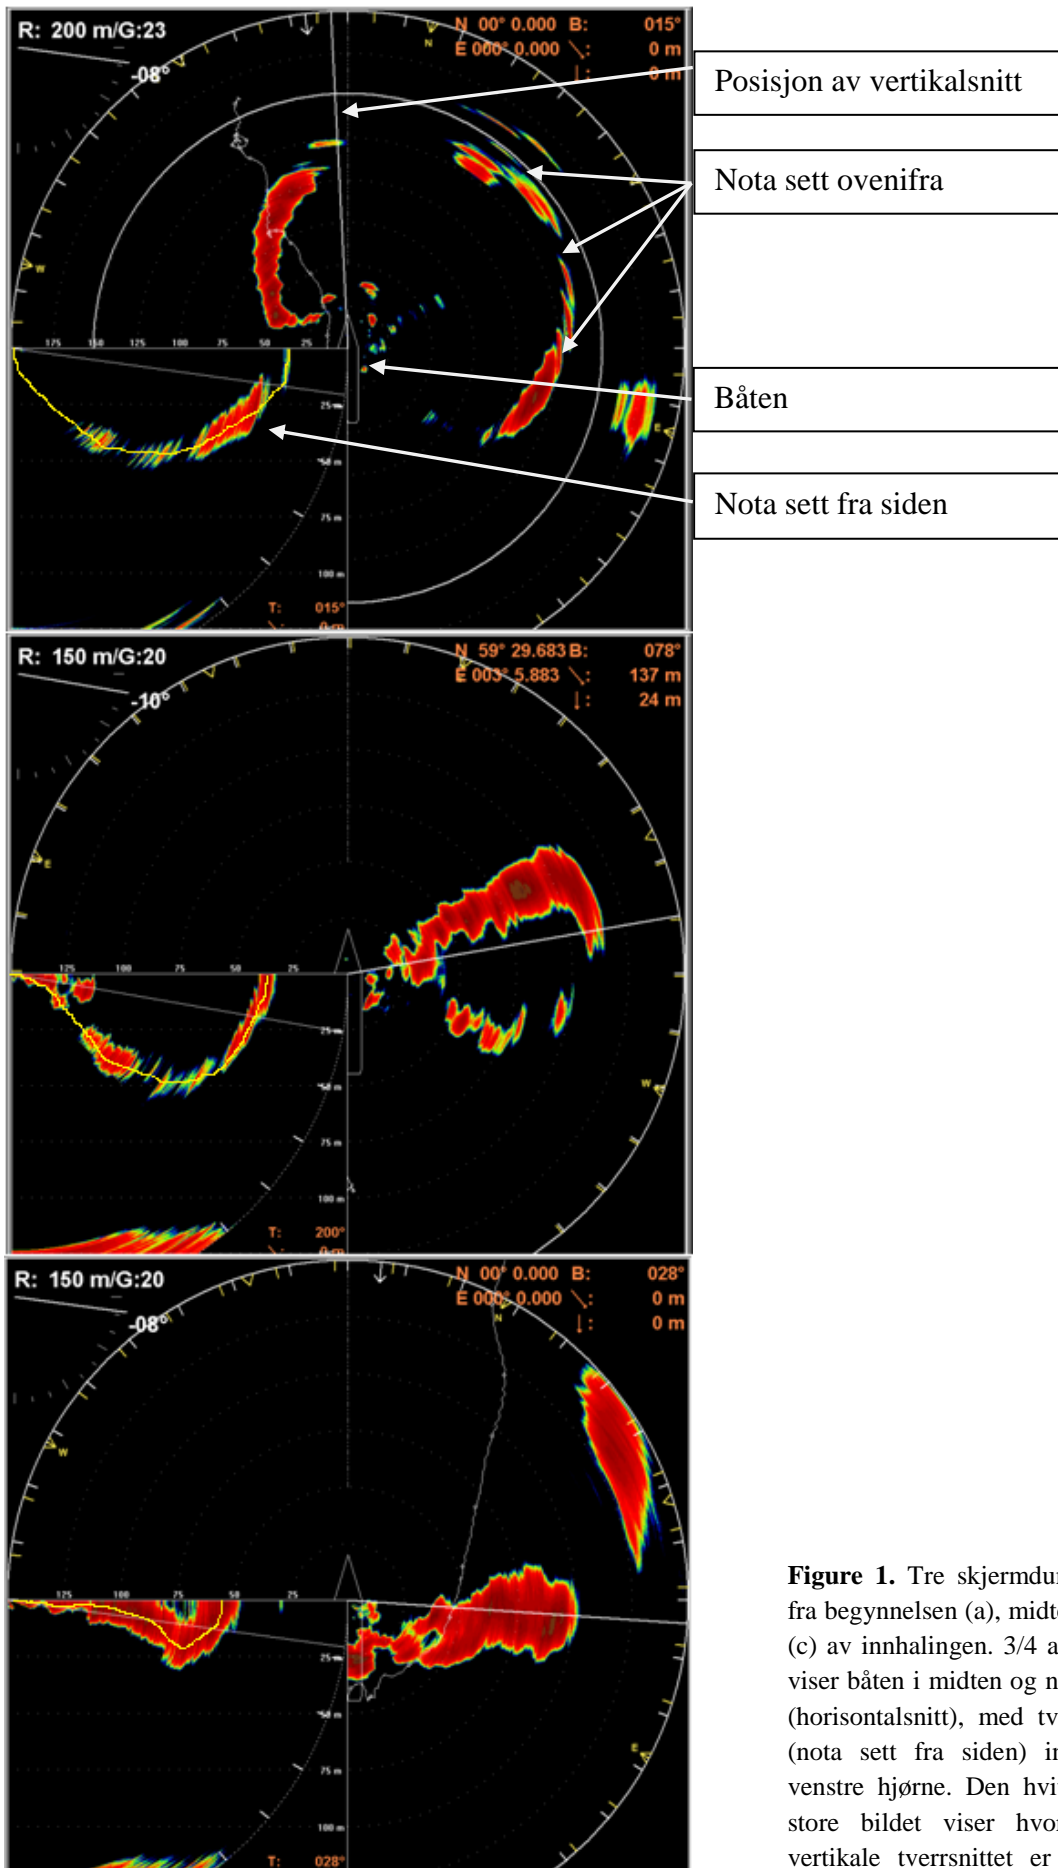 R: 200 m/G:23
-08°
N 00° 0.000 B: 015°
E 000° 0.000 0 m
0 m
N
W
E
175 125 100 75 50 25
25 m
50 m
75 m
100 m
T: 015°
Posisjon av vertikalsnitt
Nota sett ovenifra
Båten
Nota sett fra siden
R: 150 m/G:20
-10°
N 59° 29.683 B: 078°
E 003° 5.883 137 m
24 m
E
W
125 100 75 50 25
25 m
50 m
75 m
100 m
T: 200°
R: 150 m/G:20
-08°
N 00° 0.000 B: 028°
E 000° 0.000 0 m
0 m
N
W
E
125 100 75 50 25
25 m
50 m
75 m
100 m
T: 028°
Figure 1. Tre skjermdu
fra begynnelsen (a), midt
(c) av innhalingen. 3/4 a
viser båten i midten og n
(horisontalsnitt), med tv
(nota sett fra siden) i
venstre hjørne. Den hvi
store bildet viser hvor
vertikale tverrsnittet er